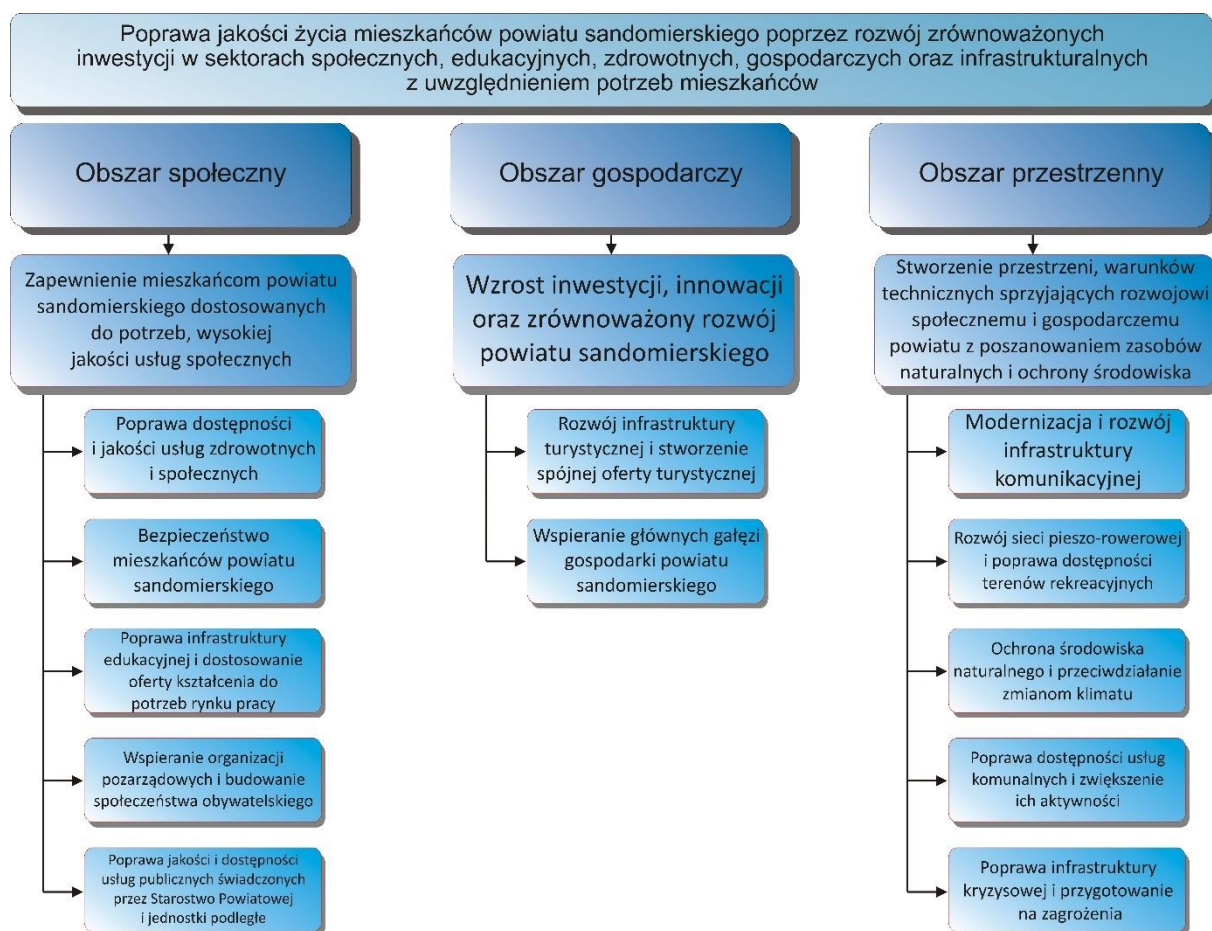 Poprawa jakości życia mieszkańców powiatu sandomierskiego poprzez rozwój zrównoważonych
inwestycji w sektorach społecznych, edukacyjnych, zdrowotnych, gospodarczych oraz infrastrukturalnych
z uwzględnieniem potrzeb mieszkańców
Obszar społeczny
Zapewnienie mieszkańcom powiatu
sandomierskiego dostosowanych
do potrzeb, wysokiej
jakości usług społecznych
Poprawa dostępności
i jakości usług zdrowotnych
i społecznych
Bezpieczeństwo
mieszkańców powiatu
sandomierskiego
Poprawa infrastruktury
edukacyjnej i dostosowanie
oferty kształcenia do
potrzeb rynku pracy
Wspieranie organizacji
pozarządowych i budowanie
społeczeństwa obywatelskiego
Poprawa jakości i dostępności
usług publicznych świadczonych
przez Starostwo Powiatowej
i jednostki podległe
Obszar gospodarczy
Wzrost inwestycji, innowacji
oraz zrównoważony rozwój
powiatu sandomierskiego
Rozwój infrastruktury
turystycznej i stworzenie
spójnej oferty turystycznej
Wspieranie głównych gałęzi
gospodarki powiatu
sandomierskiego
Obszar przestrzenny
Stworzenie przestrzeni, warunków
technicznych sprzyjających rozwojowi
społecznemu i gospodarczemu
powiatu z poszanowaniem zasobów
naturalnych i ochrony środowiska
Modernizacja i rozwój
infrastruktury
komunikacyjnej
Rozwój sieci pieszo-rowerowej
i poprawa dostępności
terenów rekreacyjnych
Ochrona środowiska
naturalnego i przeciwdziałanie
zmianom klimatu
Poprawa dostępności usług
komunalnych i zwiększenie
ich aktywności
Poprawa infrastruktury
kryzysowej i przygotowanie
na zagrożenia